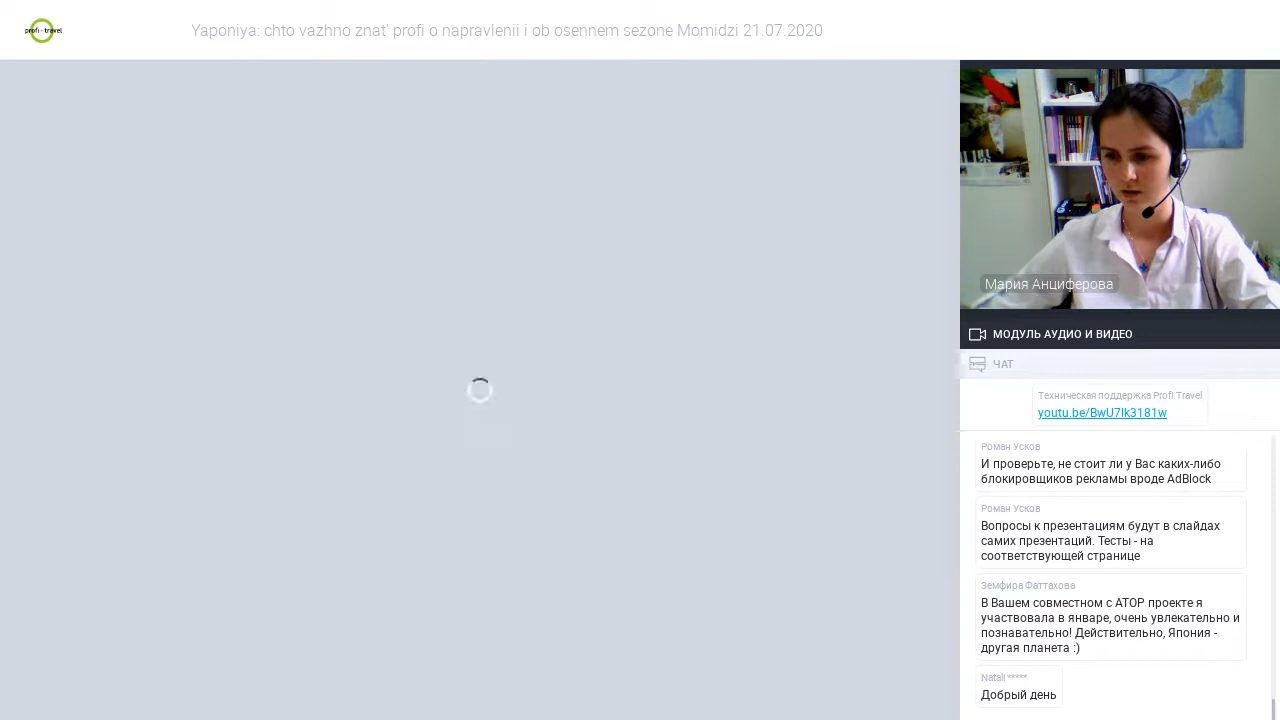 profi travel
Yaponiya: chto vazhno znat' profi o napravlenii i ob osennem sezone Momidzi 21.07.2020
Мария Анциферова
МОДУЛЬ АУДИО И ВИДЕО
ЧАТ
Техническая поддержка Profi.Travel
youtu.be/BwU7Ik3181w
Роман Усков
И проверьте, не стоит ли у Вас каких-либо
блокировщиков рекламы вроде AdBlock
Роман Усков
Вопросы к презентациям будут в слайдах
самих презентаций. Тесты - на
соответствующей странице
Земфира Фаттахова
В Вашем совместном с АТОР проекте я
участвовала в январе, очень увлекательно и
познавательно! Действительно, Япония -
другая планета :)
Natali *****
Добрый день